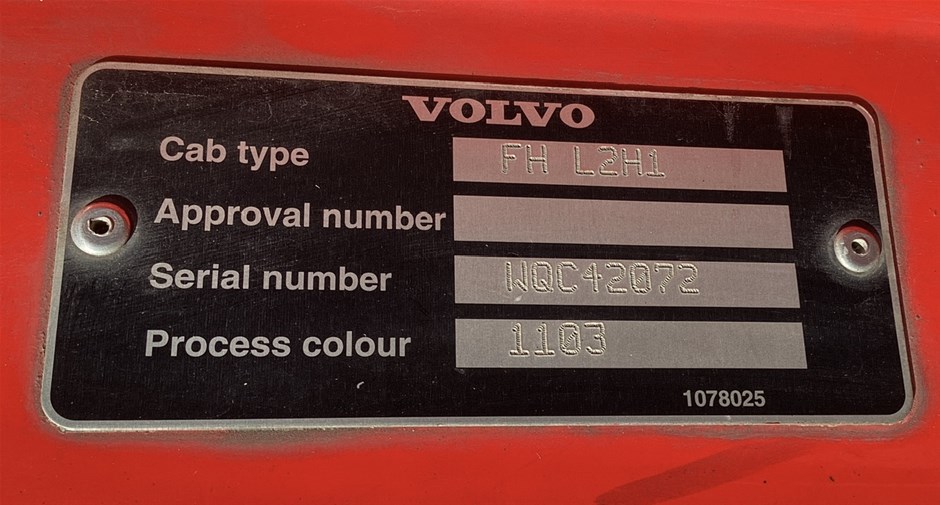 VOLVO
Cab type FH L2H1
Approval number
Serial number WQC42072
Process colour 1103
1078025